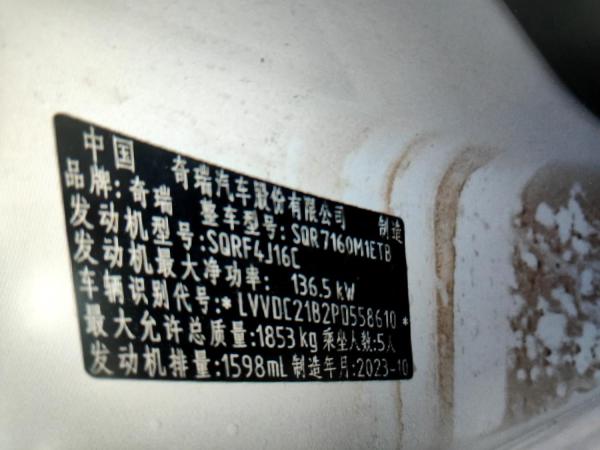 中国 奇瑞汽车股份有限公司 制造
品牌:奇瑞 整车型号:SQR7160M1ETB
发动机型号:SQRF4J16C
发动机最大净功率: 136.5 kW
车辆识别代号:*LVVDC21B2PD558610*
最大允许总质量:1853kg 乘坐人数:5人
发动机排量:1598mL 制造年月:2023-10